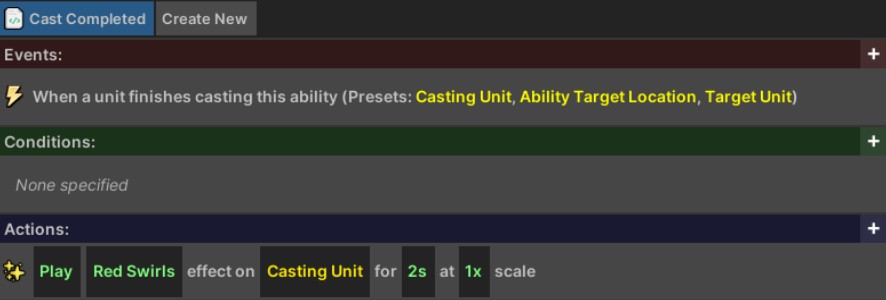 Cast Completed Create New
Events: +
When a unit finishes casting this ability (Presets: Casting Unit, Ability Target Location, Target Unit)
Conditions: +
None specified
Actions: +
Play Red Swirls effect on Casting Unit for 2s at 1x scale